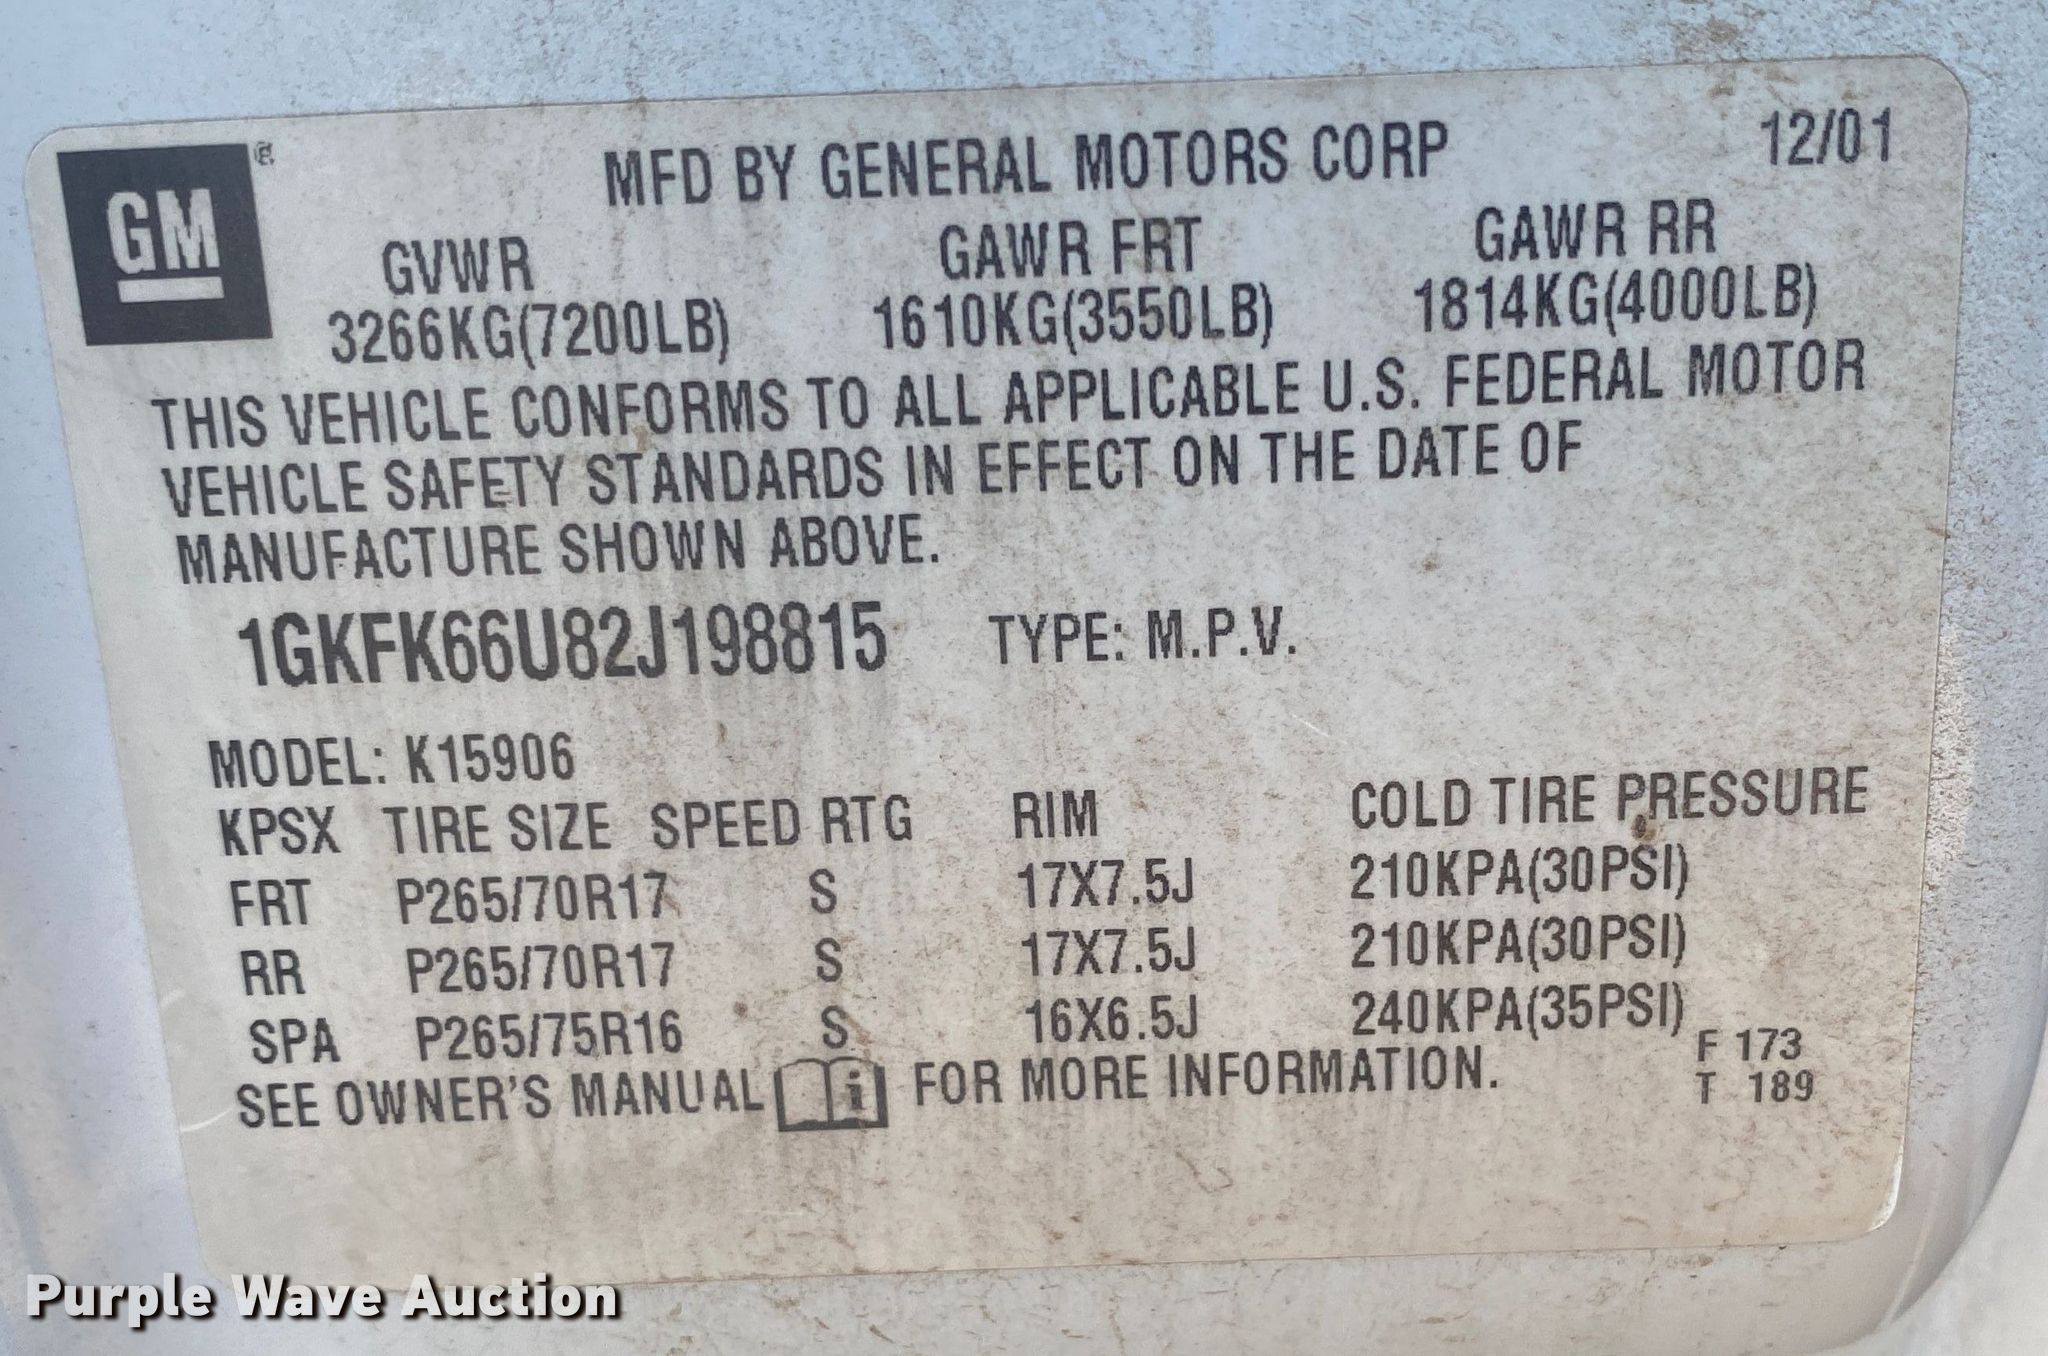 GM
®
MFD BY GENERAL MOTORS CORP 12/01
GVWR GAWR FRT GAWR RR
3266KG(7200LB) 1610KG(3550LB) 1814KG(4000LB)
THIS VEHICLE CONFORMS TO ALL APPLICABLE U.S. FEDERAL MOTOR
VEHICLE SAFETY STANDARDS IN EFFECT ON THE DATE OF
MANUFACTURE SHOWN ABOVE.
1GKFK66U82J198815 TYPE: M.P.V.
MODEL: K15906
KPSX TIRE SIZE SPEED RTG RIM COLD TIRE PRESSURE
FRT P265/70R17 S 17X7.5J 210KPA(30PSI)
RR P265/70R17 S 17X7.5J 210KPA(30PSI)
SPA P265/75R16 S 16X6.5J 240KPA(35PSI)
SEE OWNER'S MANUAL i FOR MORE INFORMATION.
F 173
T 189
Purple Wave Auction